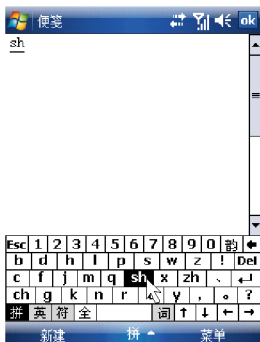 便笺 ok
sh
Esc 1 2 3 4 5 6 7 8 9 0 韵 ←
b d h l p s w z ! Del
c f j m q sh x zh 、 ↵
ch g k n r y , 。 ?
拼 英 符 全 词 ↑ ↓ ← →
新建 拼 菜单